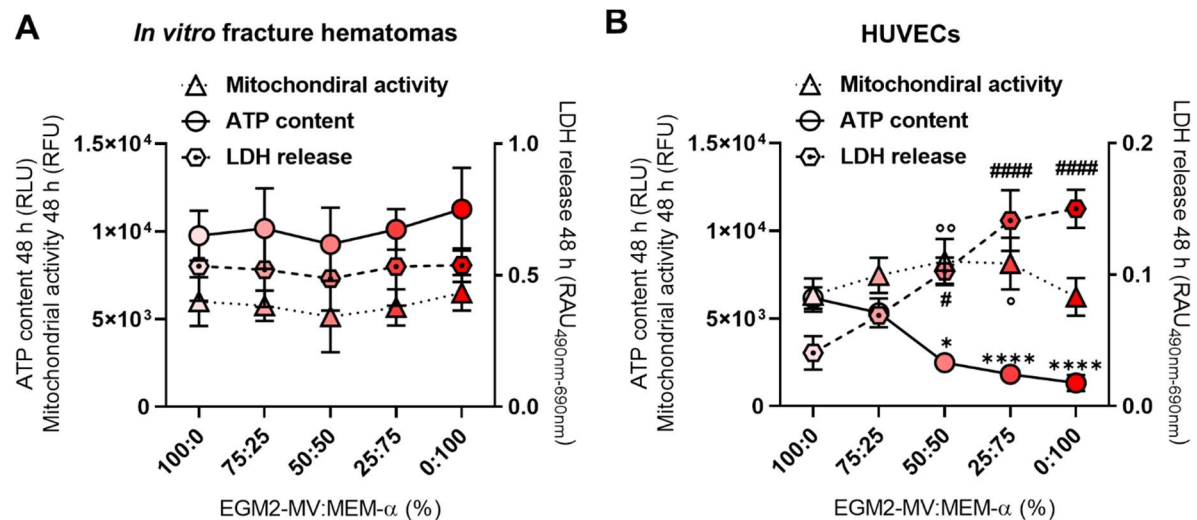 A
In vitro fracture hematomas
Mitochondiral activity
ATP content
LDH release
ATP content 48 h (RLU)
Mitochondrial activity 48 h (RFU)
1.5×10⁴
1×10⁴
5×10³
0
1.0
0.5
0.0
LDH release 48 h (RAU490nm-690nm)
100:0
75:25
50:50
25:75
0:100
EGM2-MV:MEM-α (%)
B
HUVECs
Mitochondiral activity
ATP content
LDH release
ATP content 48 h (RLU)
Mitochondrial activity 48 h (RFU)
1.5×10⁴
1×10⁴
5×10³
0
°°
#
*
####
°
****
####
****
0.2
0.1
0.0
LDH release 48 h (RAU490nm-690nm)
100:0
75:25
50:50
25:75
0:100
EGM2-MV:MEM-α (%)